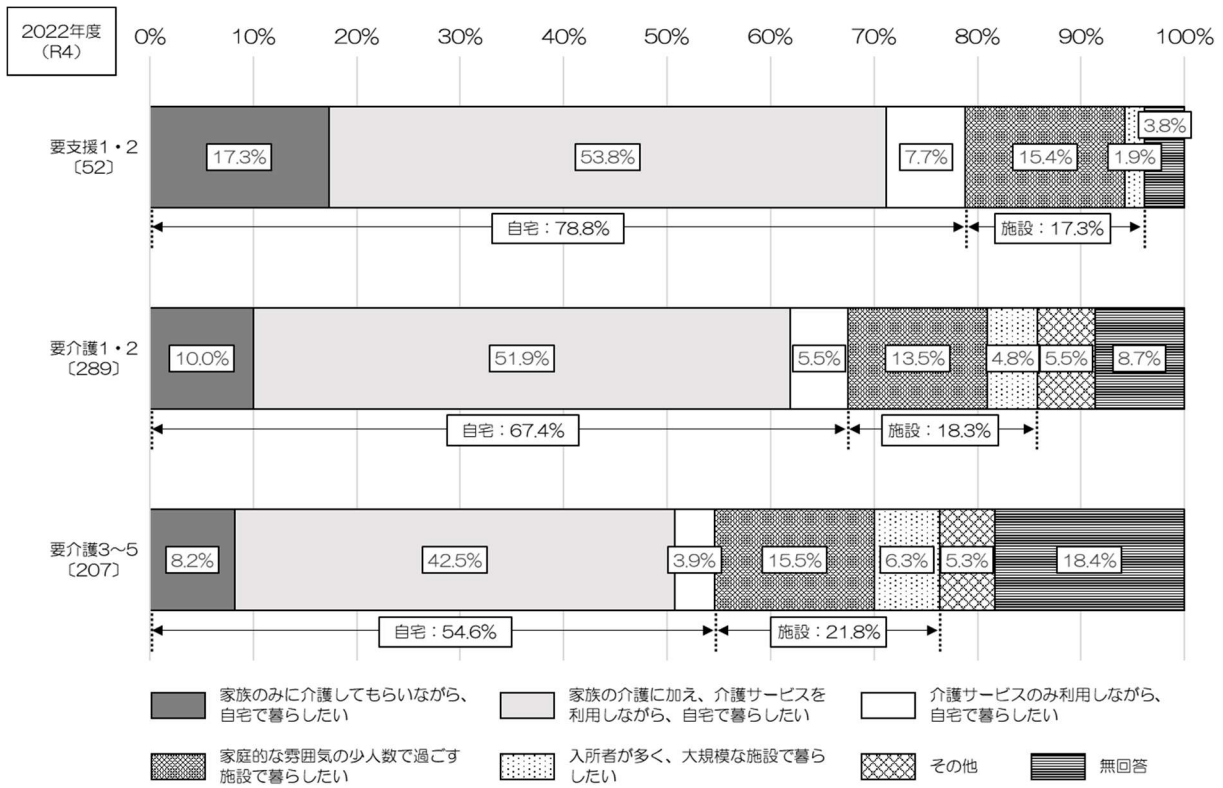 2022年度
(R4)
0% 10% 20% 30% 40% 50% 60% 70% 80% 90% 100%
要支援1・2
〔52〕
17.3% 53.8% 7.7% 15.4% 1.9% 3.8%
自宅：78.8% 施設：17.3%
要介護1・2
〔289〕
10.0% 51.9% 5.5% 13.5% 4.8% 5.5% 8.7%
自宅：67.4% 施設：18.3%
要介護3～5
〔207〕
8.2% 42.5% 3.9% 15.5% 6.3% 5.3% 18.4%
自宅：54.6% 施設：21.8%
家族のみに介護してもらいながら、
自宅で暮らしたい
家族の介護に加え、介護サービスを
利用しながら、自宅で暮らしたい
介護サービスのみ利用しながら、
自宅で暮らしたい
家庭的な雰囲気の少人数で過ごす
施設で暮らしたい
入所者が多く、大規模な施設で暮ら
したい
その他
無回答